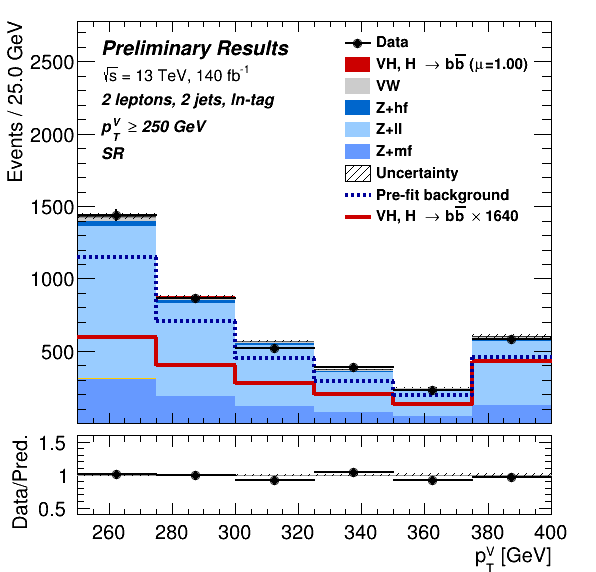 Preliminary Results
√s = 13 TeV, 140 fb⁻¹
2 leptons, 2 jets, ln-tag
p_T^V ≥ 250 GeV
SR
Data
VH, H → bb̅ (μ=1.00)
VW
Z+hf
Z+ll
Z+mf
Uncertainty
Pre-fit background
VH, H → bb̅ × 1640
Events / 25.0 GeV
2500
2000
1500
1000
500
Data/Pred.
1.5
1
0.5
260 280 300 320 340 360 380 400
p_T^V [GeV]